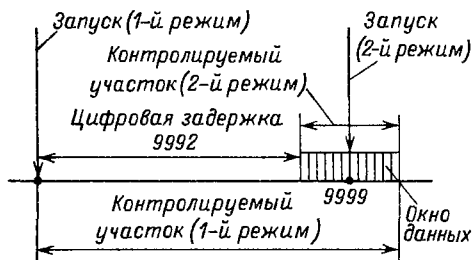 Запуск (1-й режим)
Запуск
(2-й режим)
Контролируемый
участок (2-й режим)
Цифровая задержка
9992
9999
Окно
данных
Контролируемый
участок (1-й режим)